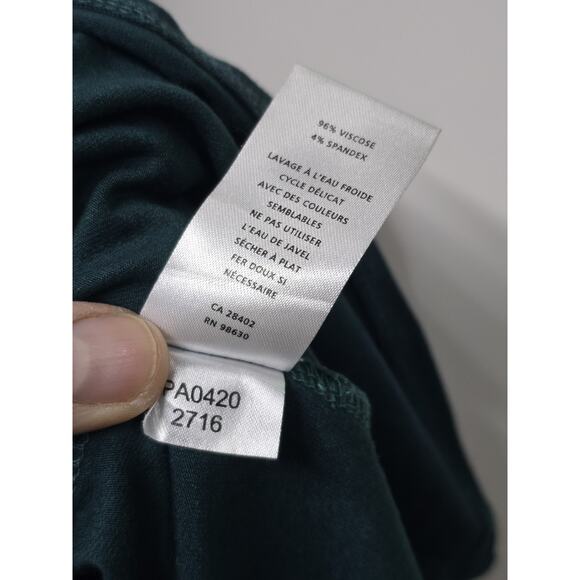 96% VISCOSE
4% SPANDEX
LAVAGE À L'EAU FROIDE
CYCLE DÉLICAT
AVEC DES COULEURS
SEMBLABLES
NE PAS UTILISER
L'EAU DE JAVEL
SÉCHER À PLAT
FER DOUX SI
NÉCESSAIRE
CA 28402
RN 98630
PA0420
2716